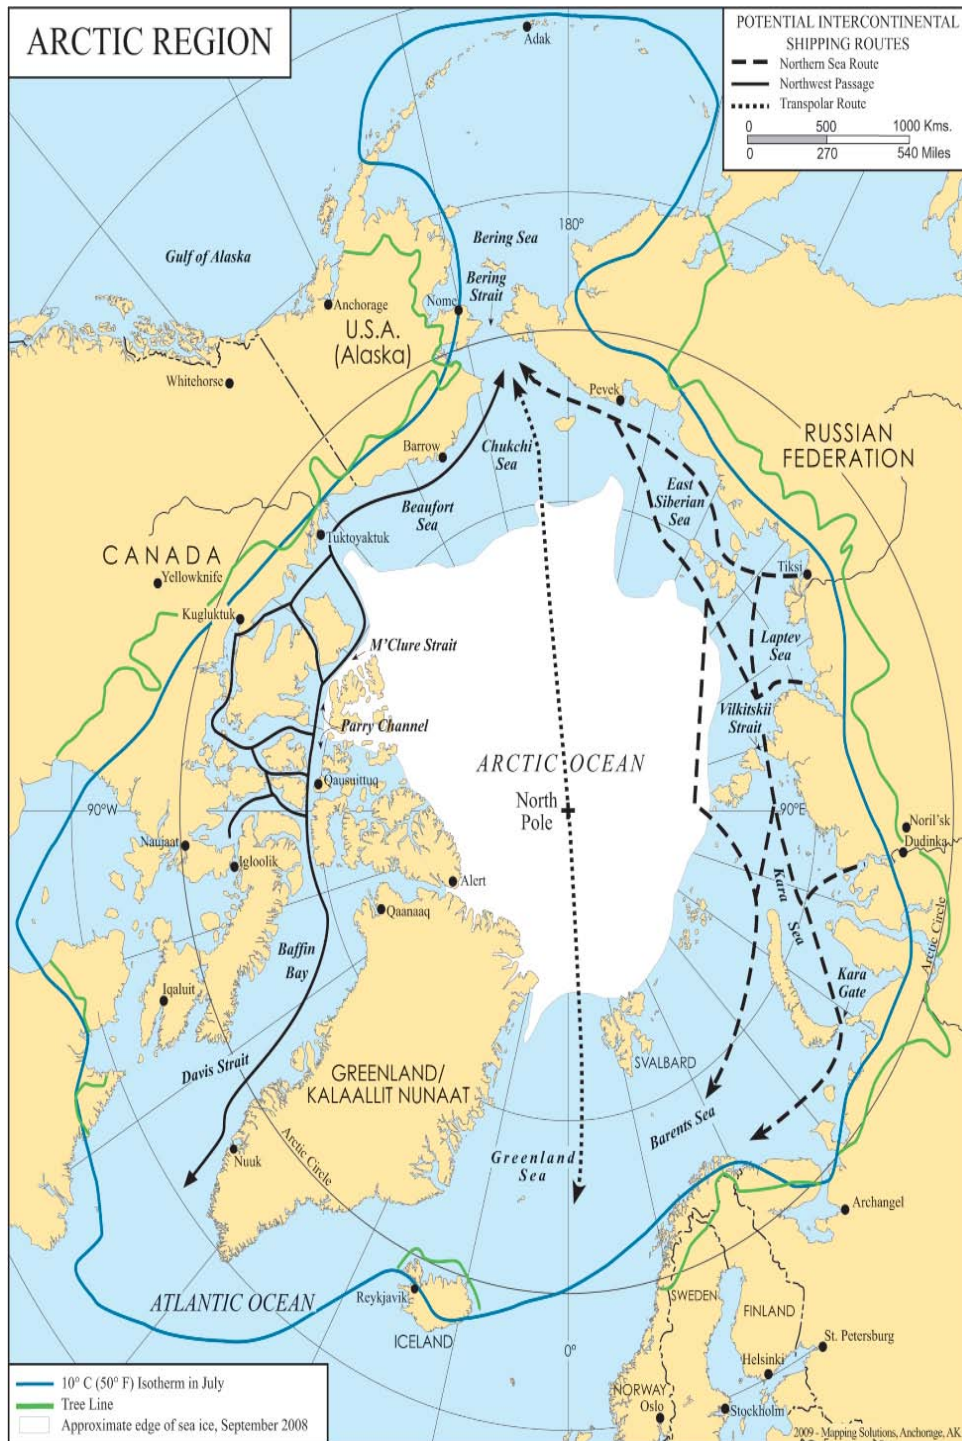 ARCTIC REGION
POTENTIAL INTERCONTINENTAL
SHIPPING ROUTES
Northern Sea Route
Northwest Passage
Transpolar Route
0 500 1000 Kms.
0 270 540 Miles
Adak
180°
Bering Sea
Gulf of Alaska
Bering
Strait
Nome
Anchorage
U.S.A.
(Alaska)
Whitehorse
Pevek
RUSSIAN
FEDERATION
Barrow
Chukchi
Sea
East
Siberian
Sea
Beaufort
Sea
Tuktoyaktuk
CANADA
Yellowknife
Tiksi
Kugluktuk
M'Clure Strait
Laptev
Sea
Vilkitskii
Strait
Parry Channel
ARCTIC OCEAN
Qausuittuq
North
Pole
90°W
90°E
Noril'sk
Dudinka
Naujaat
Igloolik
Alert
Kara
Sea
Qaanaaq
Arctic Circle
Baffin
Bay
Kara
Gate
Iqaluit
SVALBARD
Davis Strait
GREENLAND/
KALAALLIT NUNAAT
Barents Sea
Arctic Circle
Nuuk
Greenland
Sea
Archangel
Reykjavik
ATLANTIC OCEAN
SWEDEN
FINLAND
ICELAND
St. Petersburg
0°
Helsinki
NORWAY
Oslo
Stockholm
10° C (50° F) Isotherm in July
Tree Line
Approximate edge of sea ice, September 2008
2009 - Mapping Solutions, Anchorage, AK